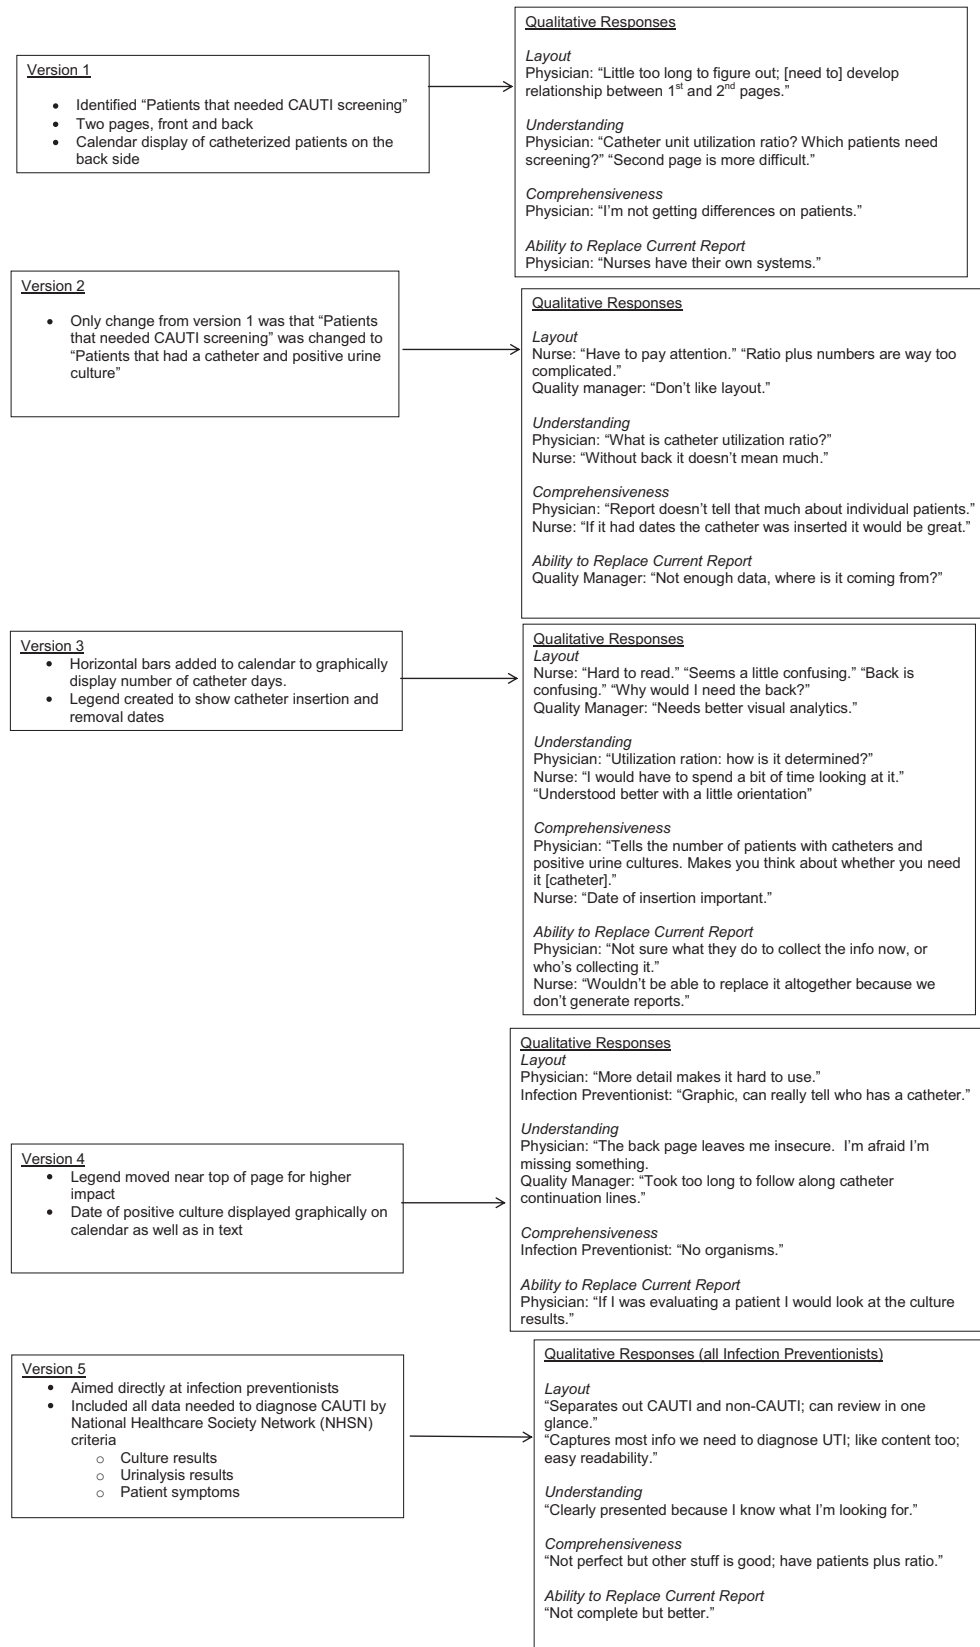 Version 1
• Identified “Patients that needed CAUTI screening”
• Two pages, front and back
• Calendar display of catheterized patients on the
back side
Qualitative Responses
Layout
Physician: “Little too long to figure out; [need to] develop
relationship between 1st and 2nd pages.”
Understanding
Physician: “Catheter unit utilization ratio? Which patients need
screening?” “Second page is more difficult.”
Comprehensiveness
Physician: “I’m not getting differences on patients.”
Ability to Replace Current Report
Physician: “Nurses have their own systems.”
Version 2
• Only change from version 1 was that “Patients
that needed CAUTI screening” was changed to
“Patients that had a catheter and positive urine
culture”
Qualitative Responses
Layout
Nurse: “Have to pay attention.” “Ratio plus numbers are way too
complicated.”
Quality manager: “Don’t like layout.”
Understanding
Physician: “What is catheter utilization ratio?”
Nurse: “Without back it doesn’t mean much.”
Comprehensiveness
Physician: “Report doesn’t tell that much about individual patients.”
Nurse: “If it had dates the catheter was inserted it would be great.”
Ability to Replace Current Report
Quality Manager: “Not enough data, where is it coming from?”
Version 3
• Horizontal bars added to calendar to graphically
display number of catheter days.
• Legend created to show catheter insertion and
removal dates
Qualitative Responses
Layout
Nurse: “Hard to read.” “Seems a little confusing.” “Back is
confusing.” “Why would I need the back?”
Quality Manager: “Needs better visual analytics.”
Understanding
Physician: “Utilization ration: how is it determined?”
Nurse: “I would have to spend a bit of time looking at it.”
“Understood better with a little orientation”
Comprehensiveness
Physician: “Tells the number of patients with catheters and
positive urine cultures. Makes you think about whether you need
it [catheter].”
Nurse: “Date of insertion important.”
Ability to Replace Current Report
Physician: “Not sure what they do to collect the info now, or
who’s collecting it.”
Nurse: “Wouldn’t be able to replace it altogether because we
don’t generate reports.”
Version 4
• Legend moved near top of page for higher
impact
• Date of positive culture displayed graphically on
calendar as well as in text
Qualitative Responses
Layout
Physician: “More detail makes it hard to use.”
Infection Preventionist: “Graphic, can really tell who has a catheter.”
Understanding
Physician: “The back page leaves me insecure. I’m afraid I’m
missing something.
Quality Manager: “Took too long to follow along catheter
continuation lines.”
Comprehensiveness
Infection Preventionist: “No organisms.”
Ability to Replace Current Report
Physician: “If I was evaluating a patient I would look at the culture
results.”
Version 5
• Aimed directly at infection preventionists
• Included all data needed to diagnose CAUTI by
National Healthcare Society Network (NHSN)
criteria
○ Culture results
○ Urinalysis results
○ Patient symptoms
Qualitative Responses (all Infection Preventionists)
Layout
“Separates out CAUTI and non-CAUTI; can review in one
glance.”
“Captures most info we need to diagnose UTI; like content too;
easy readability.”
Understanding
“Clearly presented because I know what I’m looking for.”
Comprehensiveness
“Not perfect but other stuff is good; have patients plus ratio.”
Ability to Replace Current Report
“Not complete but better.”